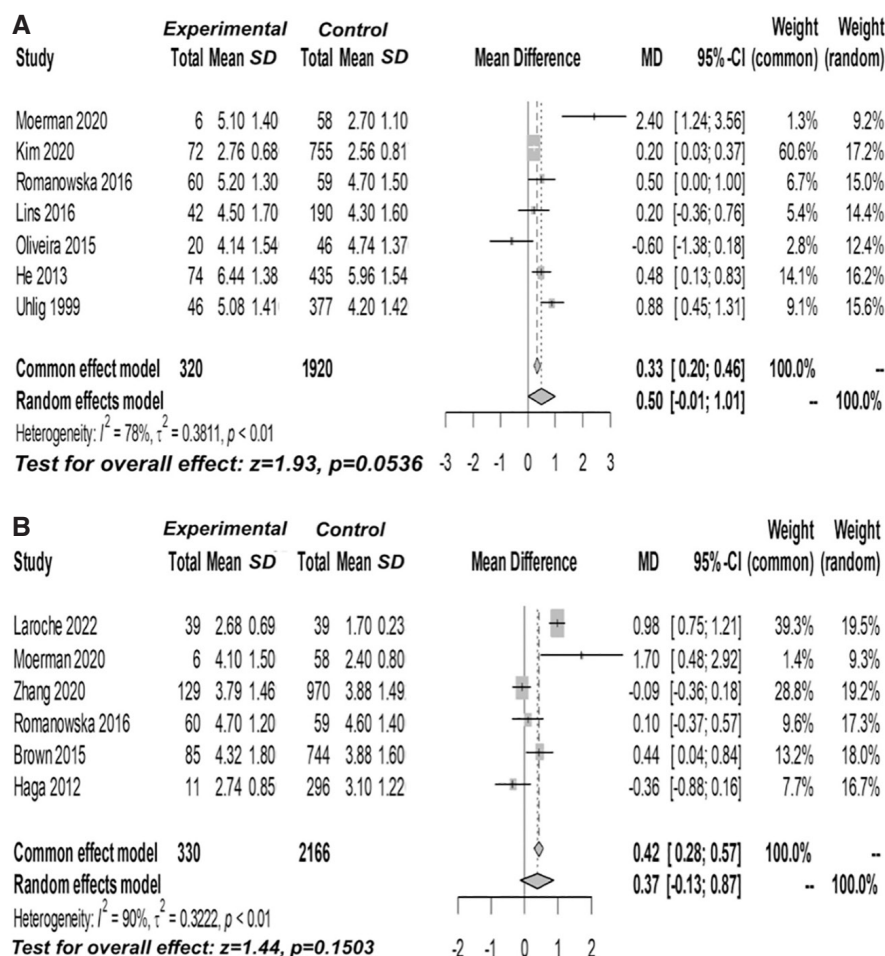 A
Experimental Control Weight Weight
Study Total Mean SD Total Mean SD Mean Difference MD 95%-CI (common) (random)
Moerman 2020 6 5.10 1.40 58 2.70 1.10 2.40 [1.24; 3.56] 1.3% 9.2%
Kim 2020 72 2.76 0.68 755 2.56 0.81 0.20 [0.03; 0.37] 60.6% 17.2%
Romanowska 2016 60 5.20 1.30 59 4.70 1.50 0.50 [0.00; 1.00] 6.7% 15.0%
Lins 2016 42 4.50 1.70 190 4.30 1.60 0.20 [-0.36; 0.76] 5.4% 14.4%
Oliveira 2015 20 4.14 1.54 46 4.74 1.37 -0.60 [-1.38; 0.18] 2.8% 12.4%
He 2013 74 6.44 1.38 435 5.96 1.54 0.48 [0.13; 0.83] 14.1% 16.2%
Uhlig 1999 46 5.08 1.41 377 4.20 1.42 0.88 [0.45; 1.31] 9.1% 15.6%
Common effect model 320 1920 0.33 [0.20; 0.46] 100.0% --
Random effects model 0.50 [-0.01; 1.01] -- 100.0%
Heterogeneity: I² = 78%, τ² = 0.3811, p < 0.01
Test for overall effect: z=1.93, p=0.0536 -3 -2 -1 0 1 2 3
B
Experimental Control Weight Weight
Study Total Mean SD Total Mean SD Mean Difference MD 95%-CI (common) (random)
Laroche 2022 39 2.68 0.69 39 1.70 0.23 0.98 [0.75; 1.21] 39.3% 19.5%
Moerman 2020 6 4.10 1.50 58 2.40 0.80 1.70 [0.48; 2.92] 1.4% 9.3%
Zhang 2020 129 3.79 1.46 970 3.88 1.49 -0.09 [-0.36; 0.18] 28.8% 19.2%
Romanowska 2016 60 4.70 1.20 59 4.60 1.40 0.10 [-0.37; 0.57] 9.6% 17.3%
Brown 2015 85 4.32 1.80 744 3.88 1.60 0.44 [0.04; 0.84] 13.2% 18.0%
Haga 2012 11 2.74 0.85 296 3.10 1.22 -0.36 [-0.88; 0.16] 7.7% 16.7%
Common effect model 330 2166 0.42 [0.28; 0.57] 100.0% --
Random effects model 0.37 [-0.13; 0.87] -- 100.0%
Heterogeneity: I² = 90%, τ² = 0.3222, p < 0.01
Test for overall effect: z=1.44, p=0.1503 -2 -1 0 1 2